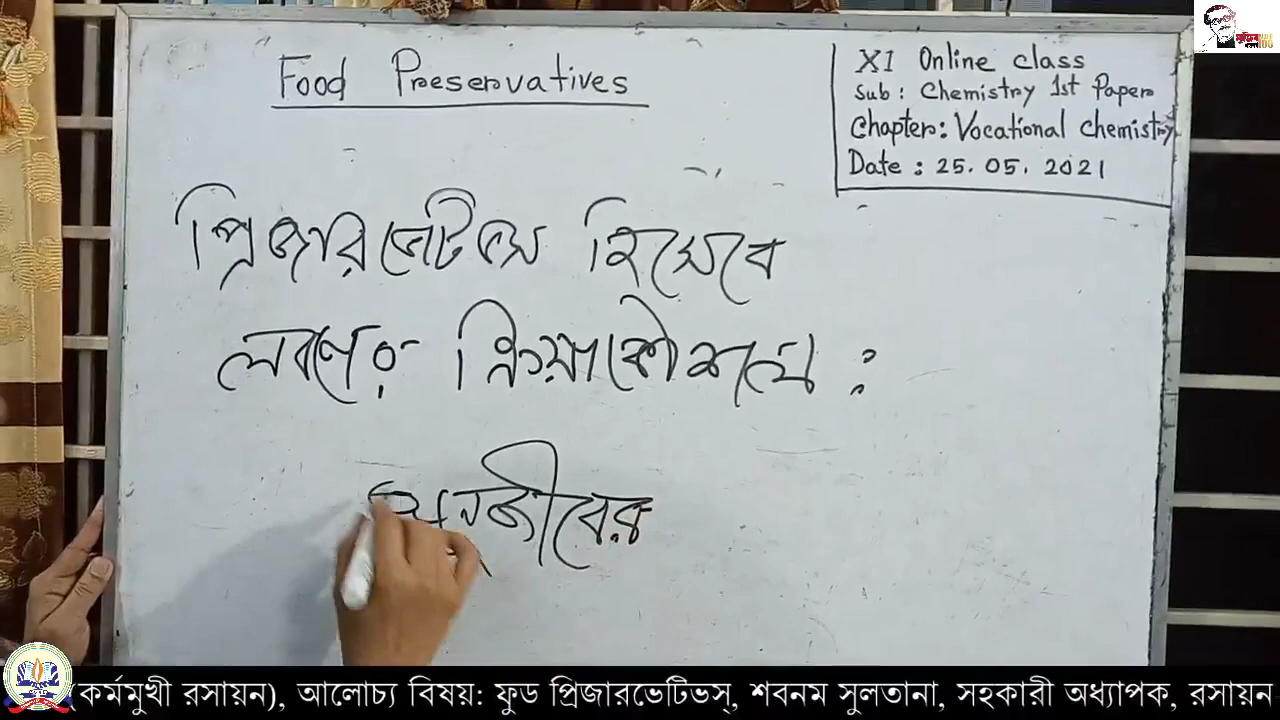 Food Preservatives
XI Online class
Sub : Chemistry 1st Paper
Chapter: Vocational Chemistry
Date : 25. 05. 2021
প্রিজারভেটিভস হিসেবে
লবণের ক্রিয়াকৌশল :
অনুজীবের
(কর্মমুখী রসায়ন), আলোচ্য বিষয়: ফুড প্রিজারভেটিভস্, শবনম সুলতানা, সহকারী অধ্যাপক, রসায়ন